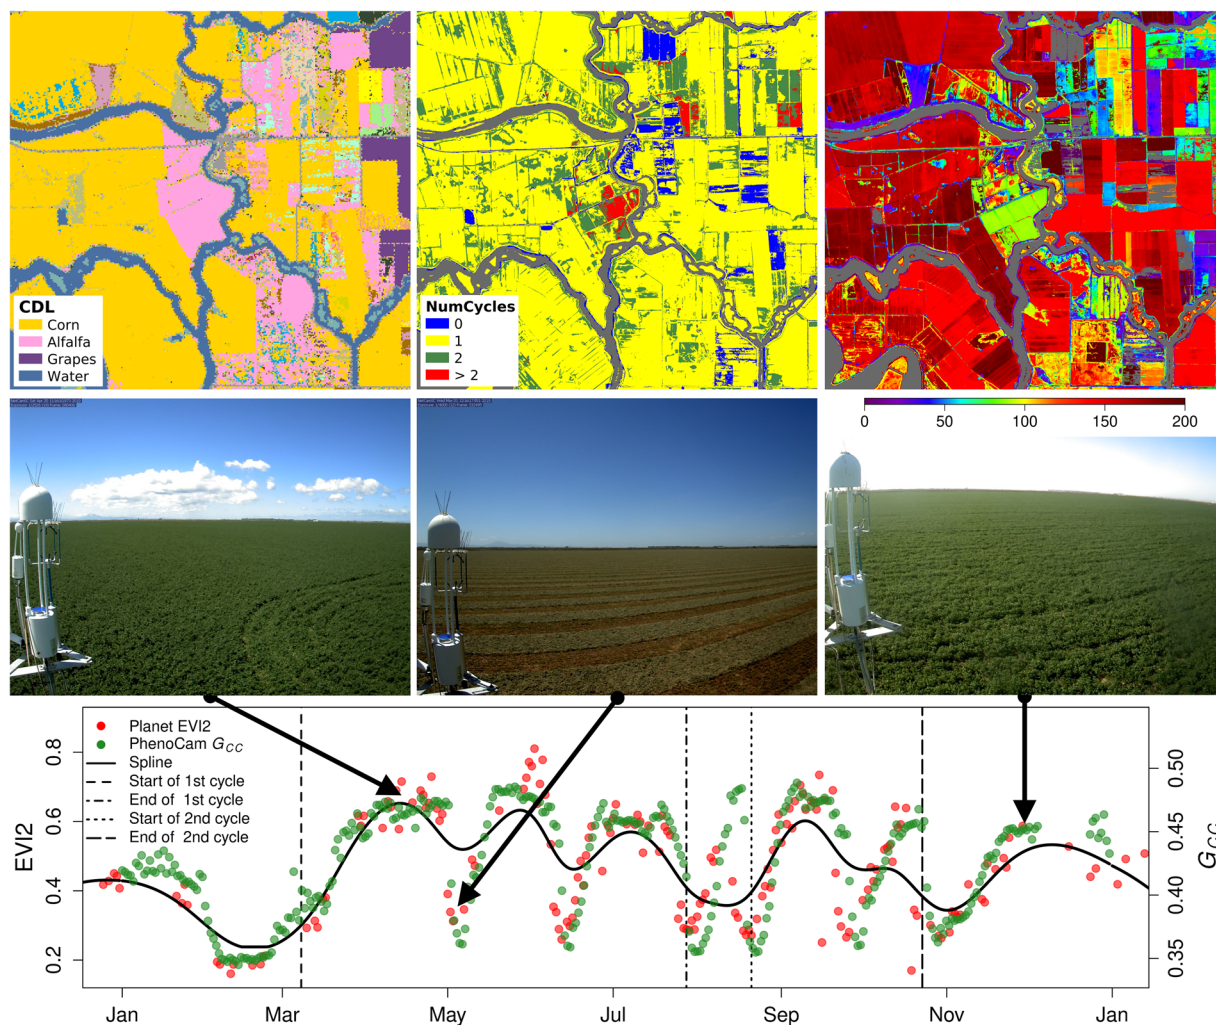 CDL
Corn
Alfalfa
Grapes
Water
NumCycles
0
1
2
> 2
0 50 100 150 200
Planet EVI2
PhenoCam GCC
Spline
Start of 1st cycle
End of 1st cycle
Start of 2nd cycle
End of 2nd cycle
EVI2
0.2 0.4 0.6 0.8
GCC
0.35 0.40 0.45 0.50
Jan Mar May Jul Sep Nov Jan